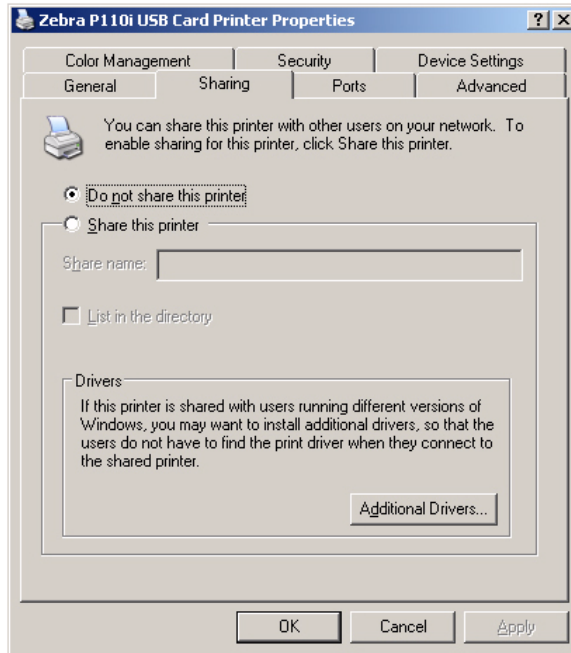 Zebra P110i USB Card Printer Properties
Color Management Security Device Settings
General Sharing Ports Advanced
You can share this printer with other users on your network. To
enable sharing for this printer, click Share this printer.
Do not share this printer
Share this printer
Share name:
List in the directory
Drivers
If this printer is shared with users running different versions of
Windows, you may want to install additional drivers, so that the
users do not have to find the print driver when they connect to
the shared printer.
Additional Drivers...
OK Cancel Apply